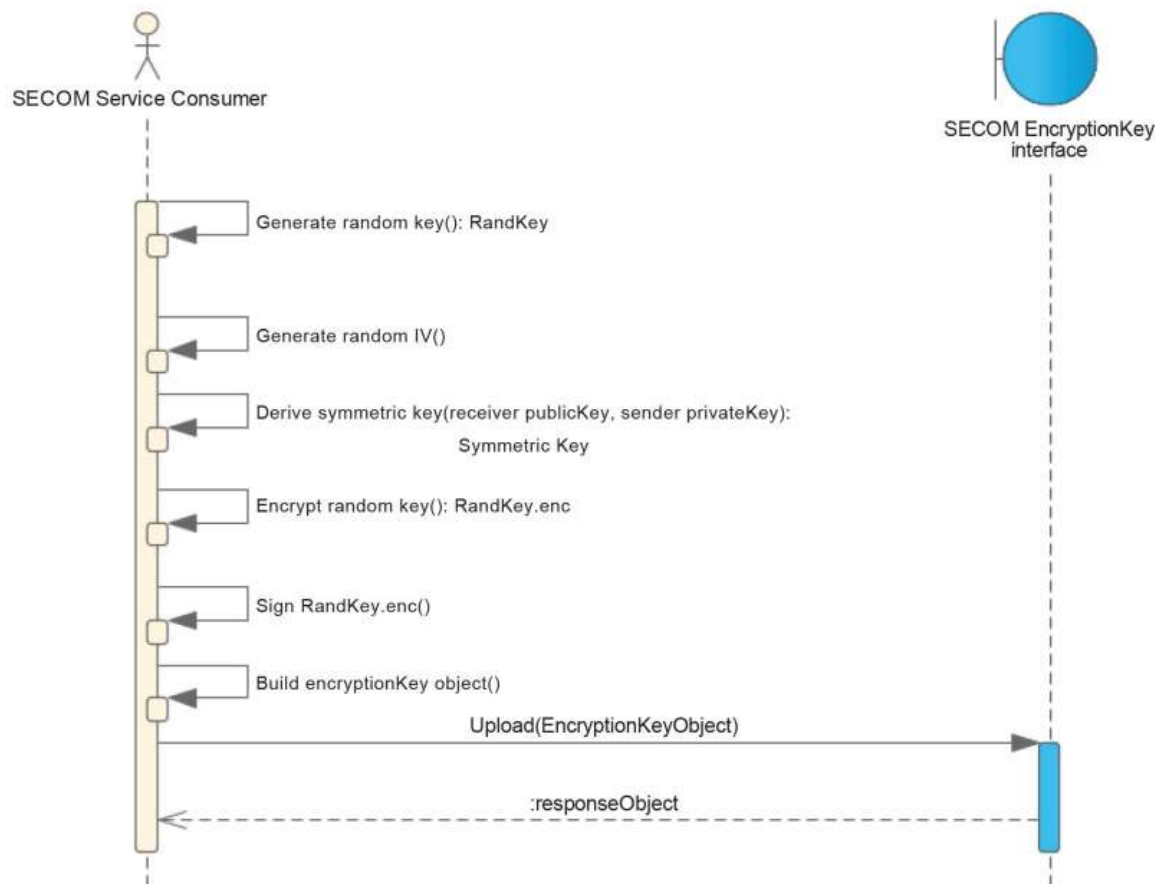 SECOM Service Consumer
SECOM EncryptionKey
interface
Generate random key(): RandKey
Generate random IV()
Derive symmetric key(receiver publicKey, sender privateKey):
Symmetric Key
Encrypt random key(): RandKey.enc
Sign RandKey.enc()
Build encryptionKey object()
Upload(EncryptionKeyObject)
:responseObject